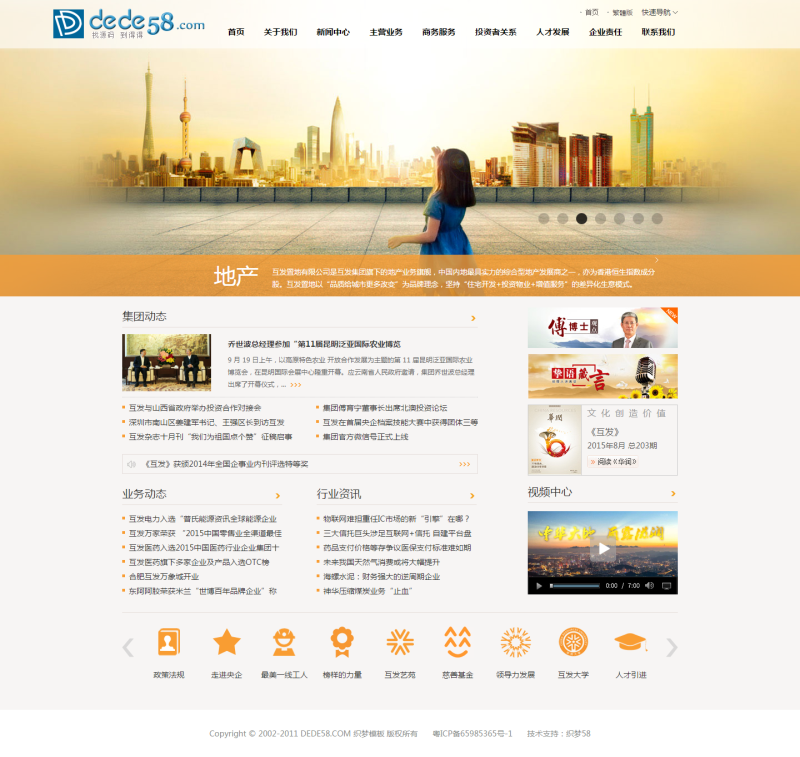 dede58.com
找源码 到得得
首页 繁體版 快速导航
首页 关于我们 新闻中心 主营业务 商务服务 投资者关系 人才发展 企业责任 联系我们
地产
互发置地有限公司是互发集团旗下的地产业务旗舰，中国内地最具实力的综合型地产发展商之一，亦为香港恒生指数成分
股。互发置地以“品质给城市更多改变”为品牌理念，坚持“住宅开发+投资物业+增值服务”的差异化生意模式。
集团动态
乔世波总经理参加“第11届昆明泛亚国际农业博览
9 月 19 日上午，以高原特色农业 开放合作发展为主题的第 11 届昆明泛亚国际农业
博览会，在昆明国际会展中心隆重开幕。应云南省人民政府邀请，集团乔世波总经理
出席了开幕仪式，...
互发与山西省政府举办投资合作对接会
集团傅育宁董事长出席北澳投资论坛
深圳市南山区姜建军书记、王强区长到访互发
互发在首届央企档案技能大赛中获得团体三等
互发杂志十月刊“我们为祖国点个赞”征稿启事
集团官方微信号正式上线
《互发》获颁2014年全国企事业内刊评选特等奖
NEW
傅博士观点
华语箴言
文化创造价值
华润
《互发》
2015年8月 总203期
阅读《华润》
业务动态
互发电力入选“普氏能源资讯全球能源企业
互发万家荣获 “2015中国零售业全渠道最佳
互发医药入选2015中国医药行业企业集团十
互发医药旗下多家企业及产品入选OTC榜
合肥互发万象城开业
东阿阿胶荣获米兰“世博百年品牌企业”称
行业资讯
物联网难担重任IC市场的新“引擎”在哪？
三大信托巨头涉足互联网+信托 自建平台盘
药品支付价格等存争议医保支付标准难如期
未来我国天然气消费或将大幅提升
海螺水泥：财务强大的逆周期企业
神华压缩煤炭业务“止血”
视频中心
0:00 / 7:00
政策法规 走进央企 最美一线工人 榜样的力量 互发艺苑 慈善基金 领导力发展 互发大学 人才引进
Copyright © 2002-2011 DEDE58.COM 织梦模板 版权所有 粤ICP备65985365号-1 技术支持：织梦58